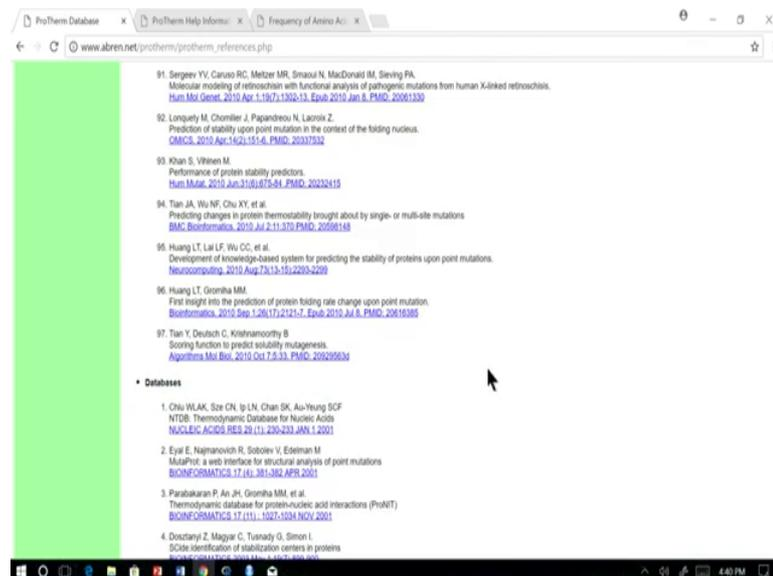 ProTherm Database
ProTherm Help Informat
Frequency of Amino Aci
www.abren.net/protherm/protherm_references.php
91. Sergeev YV, Caruso RC, Meltzer MR, Smaoui N, MacDonald IM, Sieving PA.
Molecular modeling of retinoschisin with functional analysis of pathogenic mutations from human X-linked retinoschisis.
Hum Mol Genet. 2010 Apr 1;19(7):1302-13. Epub 2010 Jan 8. PMID: 20061330
92. Lonquety M, Chomilier J, Papandreou N, Lacroix Z.
Prediction of stability upon point mutation in the context of the folding nucleus.
OMICS. 2010 Apr;14(2):151-6. PMID: 20337532
93. Khan S, Vihinen M.
Performance of protein stability predictors.
Hum Mutat. 2010 Jun;31(6):675-84 .PMID: 20232415
94. Tian JA, Wu NF, Chu XY, et al.
Predicting changes in protein thermostability brought about by single- or multi-site mutations
BMC Bioinformatics. 2010 Jul 2;11:370 PMID: 20598148
95. Huang LT, Lai LF, Wu CC, et al.
Development of knowledge-based system for predicting the stability of proteins upon point mutations.
Neurocomputing. 2010 Aug;73(13-15):2293-2299
96. Huang LT, Gromiha MM.
First insight into the prediction of protein folding rate change upon point mutation.
Bioinformatics. 2010 Sep 1;26(17):2121-7. Epub 2010 Jul 8. PMID: 20616385
97. Tian Y, Deutsch C, Krishnamoorthy B
Scoring function to predict solubility mutagenesis.
Algorithms Mol Biol. 2010 Oct 7;5:33. PMID: 20929563d
• Databases
1. Chiu WLAK, Sze CN, Ip LN, Chan SK, Au-Yeung SCF
NTDB: Thermodynamic Database for Nucleic Acids
NUCLEIC ACIDS RES 29 (1): 230-233 JAN 1 2001
2. Eyal E, Najmanovich R, Sobolev V, Edelman M
MutaProt: a web interface for structural analysis of point mutations
BIOINFORMATICS 17 (4): 381-382 APR 2001
3. Parabakaran P, An JH, Gromiha MM, et al.
Thermodynamic database for protein-nucleic acid interactions (ProNIT)
BIOINFORMATICS 17 (11) : 1027-1034 NOV 2001
4. Dosztanyi Z, Magyar C, Tusnady G, Simon I.
SCide:identification of stabilization centers in proteins
BIOINFORMATICS 2003 May 1;19(7):899-900
4:40 PM